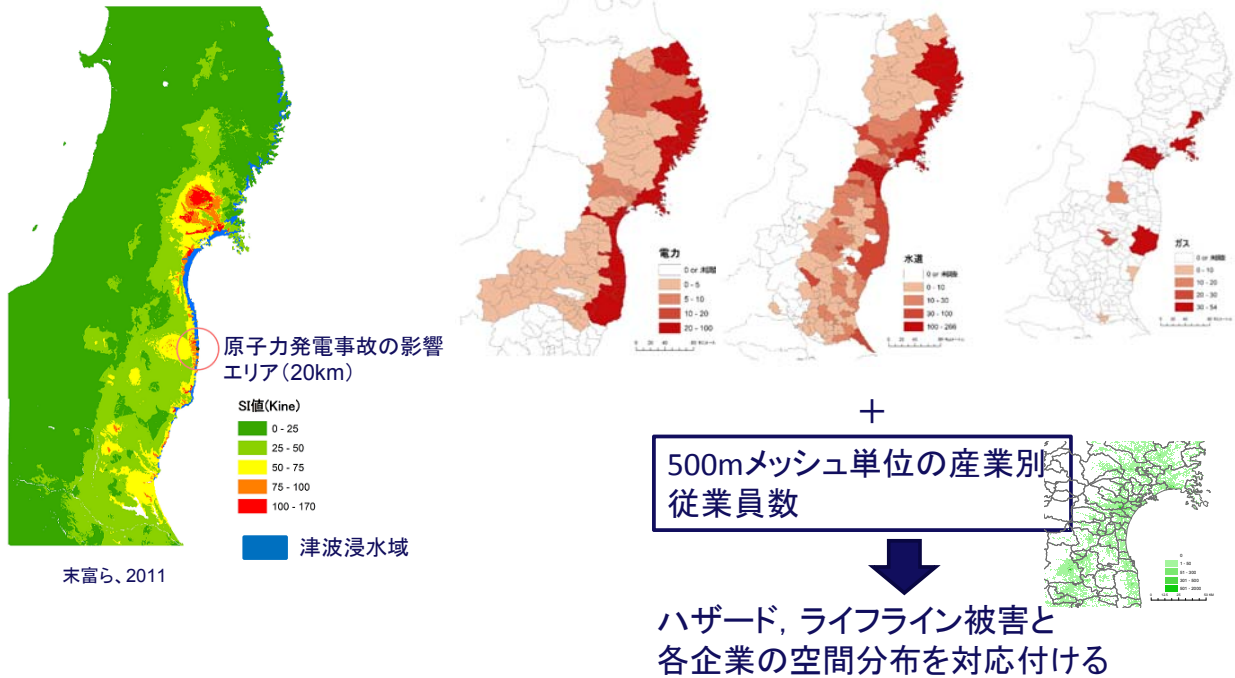 原子力発電事故の影響
エリア(20km)
SI値(Kine)
0 - 25
25 - 50
50 - 75
75 - 100
100 - 170
津波浸水域
末富ら、2011
電力
0 or
0 - 5
5 - 10
10 - 20
20 - 100
水道
0 or
0 - 10
10 - 30
30 - 100
100 - 266
ガス
0 or
0 - 10
10 - 20
20 - 30
30 - 54
+
500mメッシュ単位の産業別
従業員数
ハザード, ライフライン被害と
各企業の空間分布を対応付ける